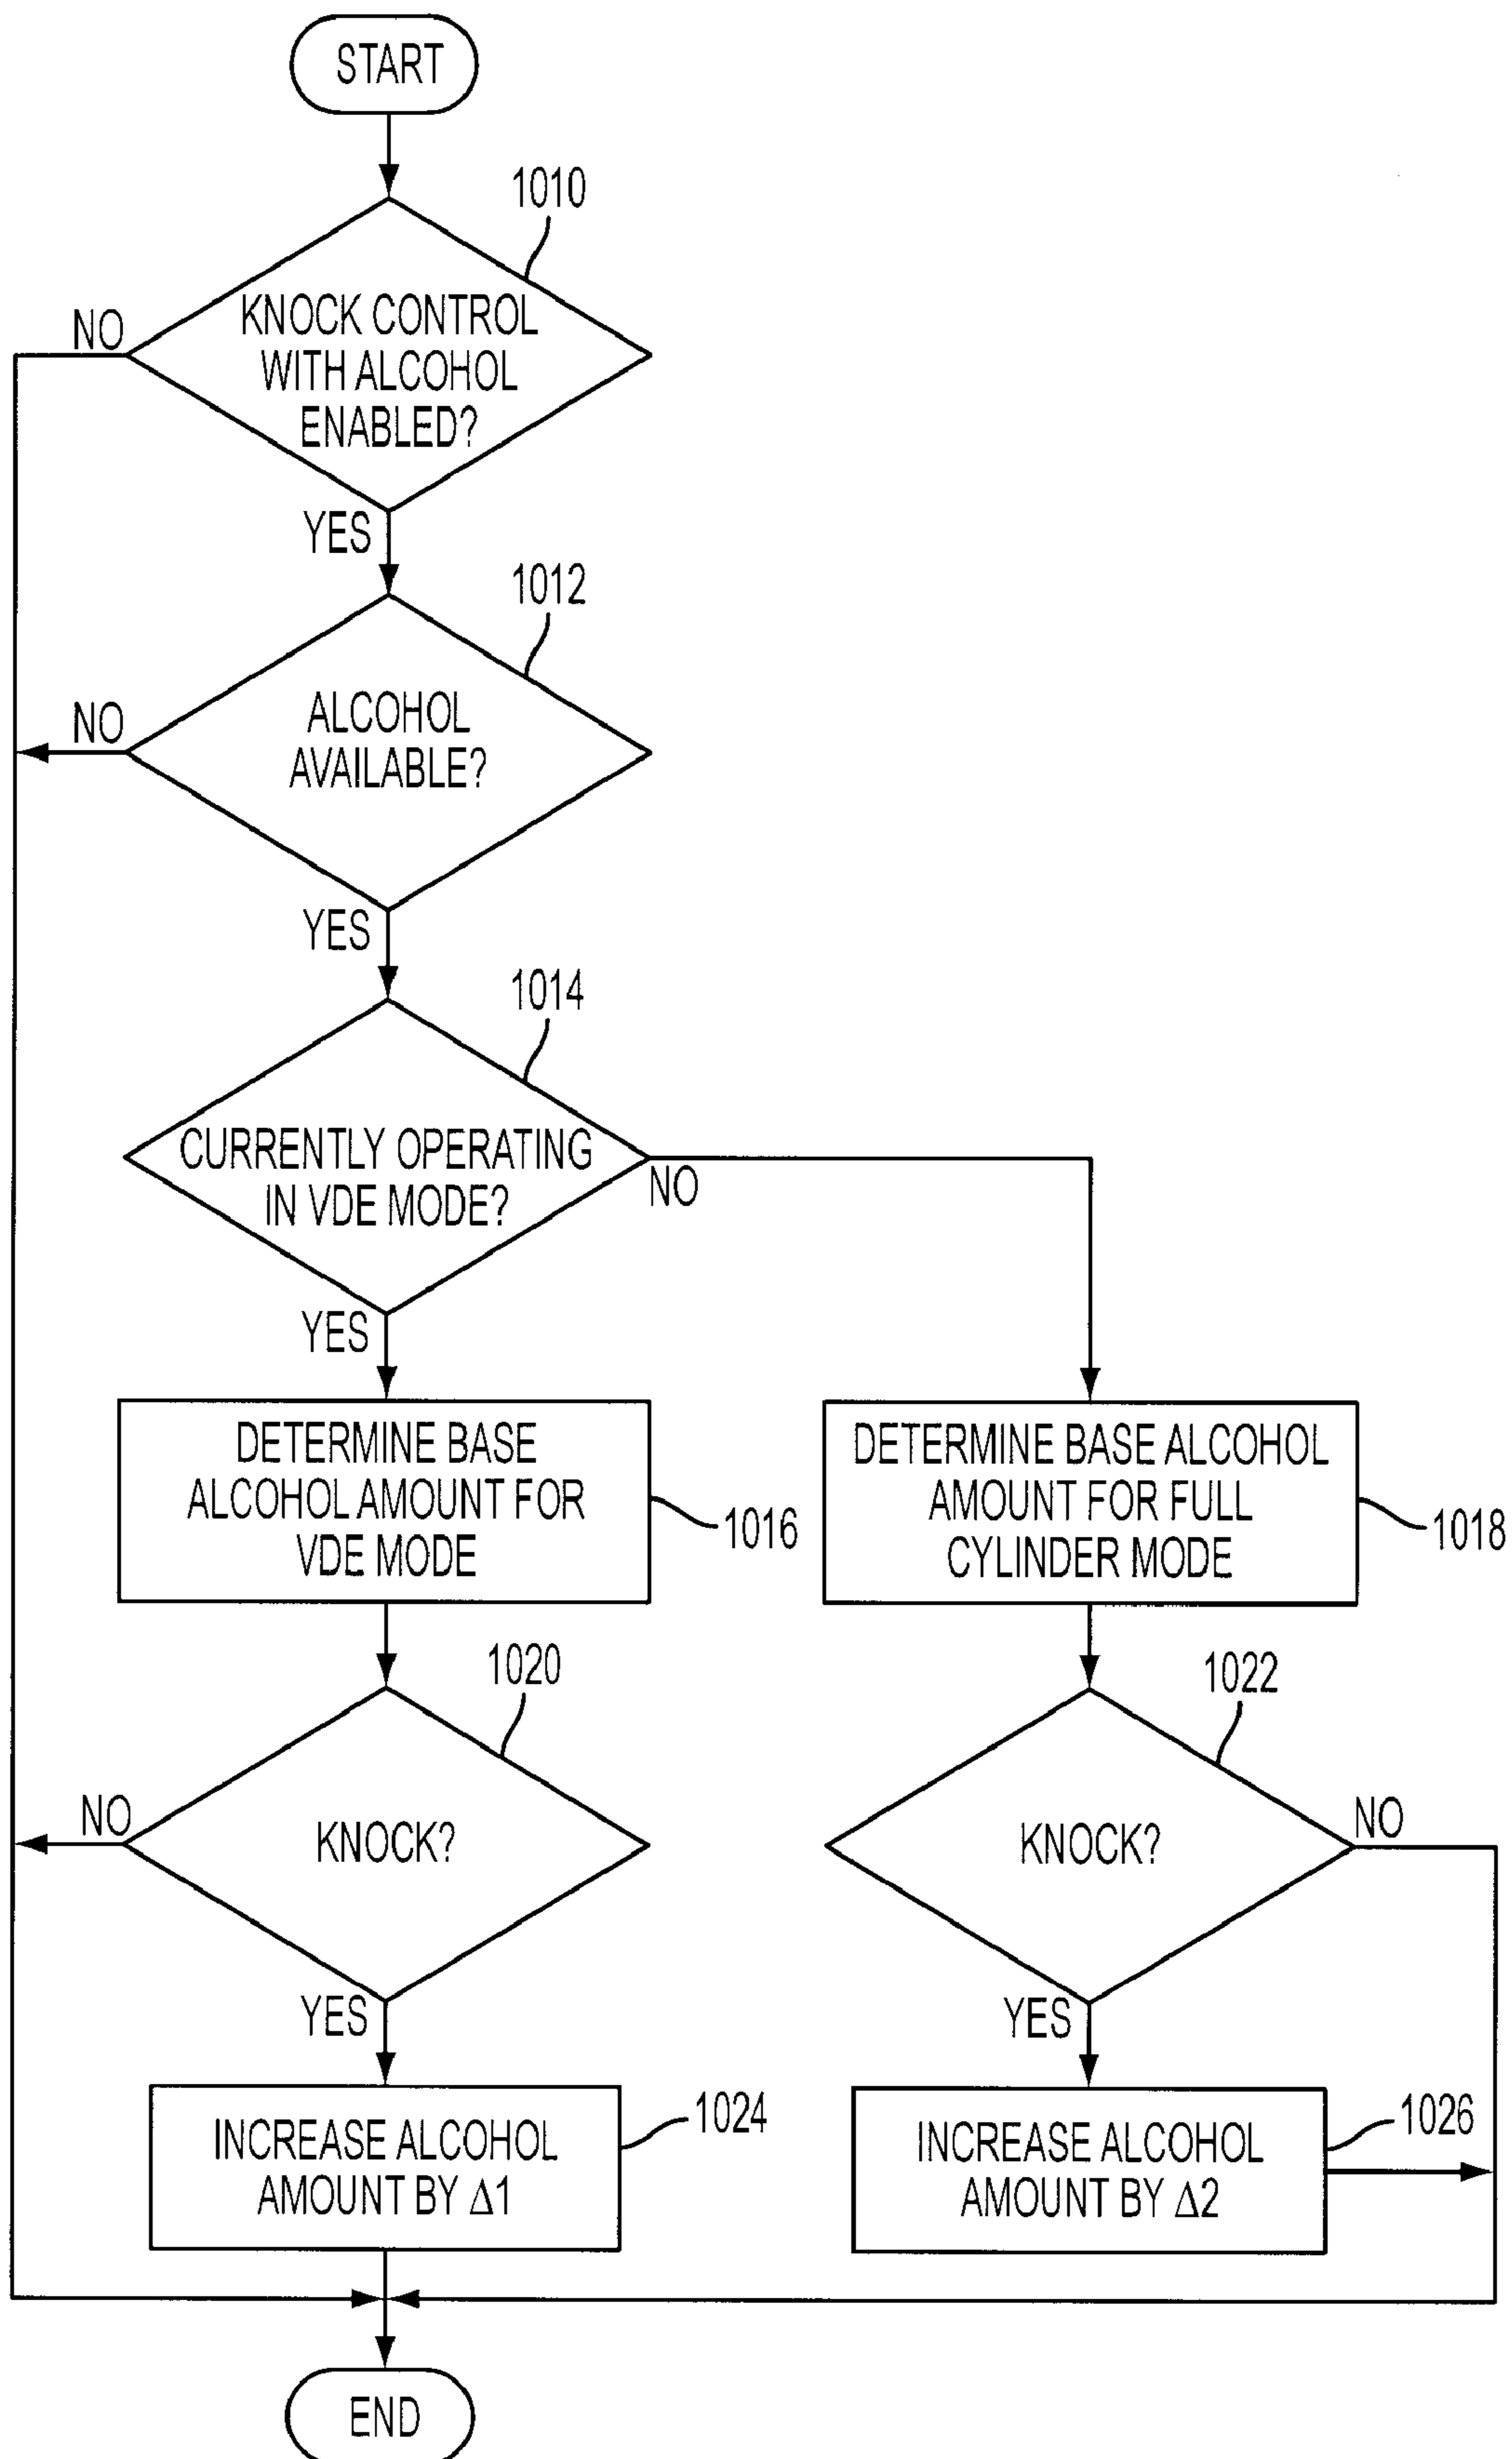 START
1010
KNOCK CONTROL
WITH ALCOHOL
ENABLED?
NO
YES
1012
ALCOHOL
AVAILABLE?
NO
YES
1014
CURRENTLY OPERATING
IN VDE MODE?
NO
YES
DETERMINE BASE
ALCOHOL AMOUNT FOR
VDE MODE
1016
DETERMINE BASE ALCOHOL
AMOUNT FOR FULL
CYLINDER MODE
1018
1020
KNOCK?
NO
YES
1022
KNOCK?
NO
YES
INCREASE ALCOHOL
AMOUNT BY Δ1
1024
INCREASE ALCOHOL
AMOUNT BY Δ2
1026
END